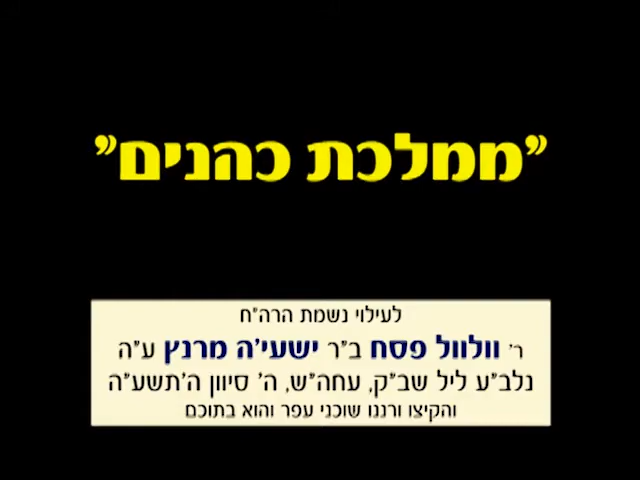 "ממלכת כהנים"
לעילוי נשמת הרה"ח
ר' וולוול פסח ב"ר ישעי'ה מרנץ ע"ה
נלב"ע ליל שב"ק, עחה"ש, ה' סיוון ה'תשע"ה
והקיצו ורננו שוכני עפר והוא בתוכם